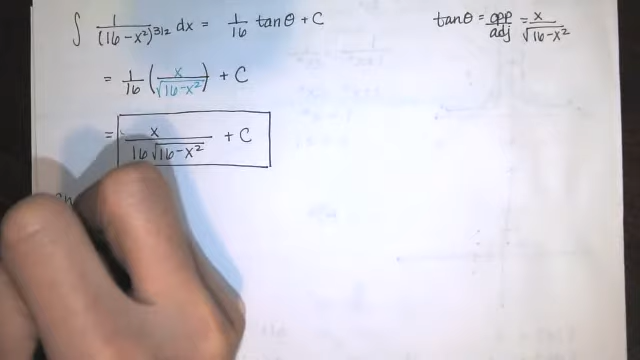 ∫ 1/(16-x²)^3/2 dx = 1/16 tanθ + C
tanθ = opp/adj = x/√16-x²
= 1/16 (x/√16-x²) + C
= x/16√16-x² + C